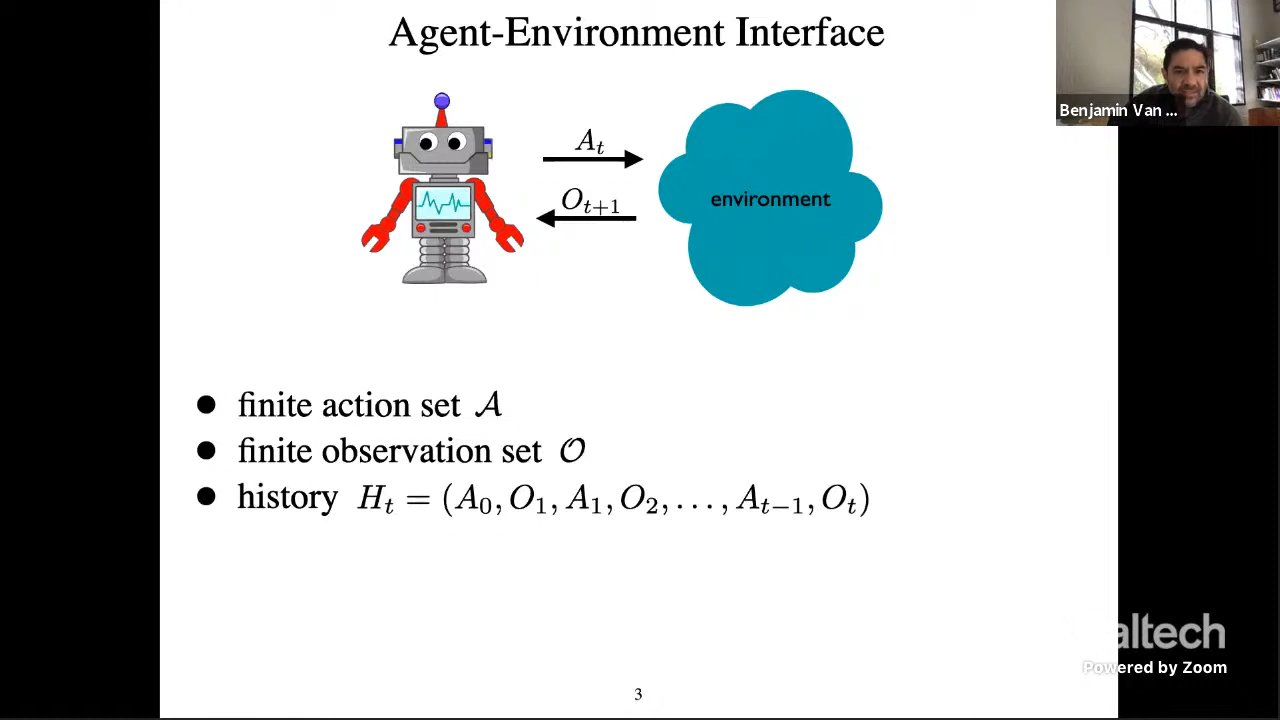 Agent-Environment Interface
Benjamin Van ...
A_t
O_{t+1}
environment
● finite action set 𝒜
● finite observation set 𝒪
● history H_t = (A_0, O_1, A_1, O_2, . . . , A_{t−1}, O_t)
altech
Powered by Zoom
3